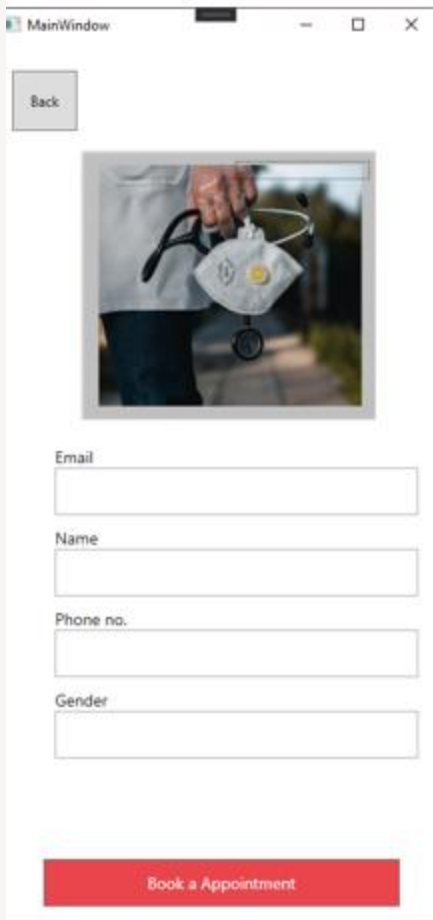 MainWindow
Back
Email
Name
Phone no.
Gender
Book a Appointment